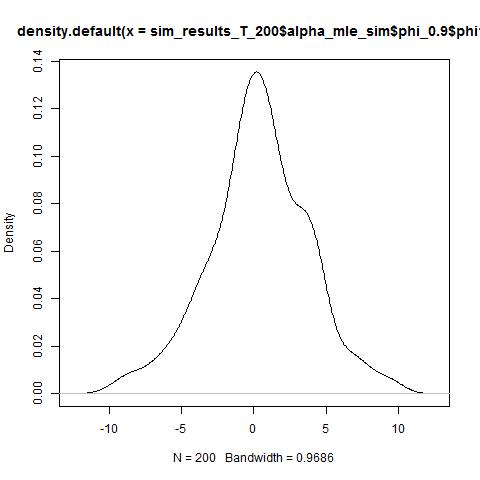 density.default(x = sim_results_T_200$alpha_mle_sim$phi_0.9$phi
Density
0.14
0.12
0.10
0.08
0.06
0.04
0.02
0.00
-10 -5 0 5 10
N = 200 Bandwidth = 0.9686